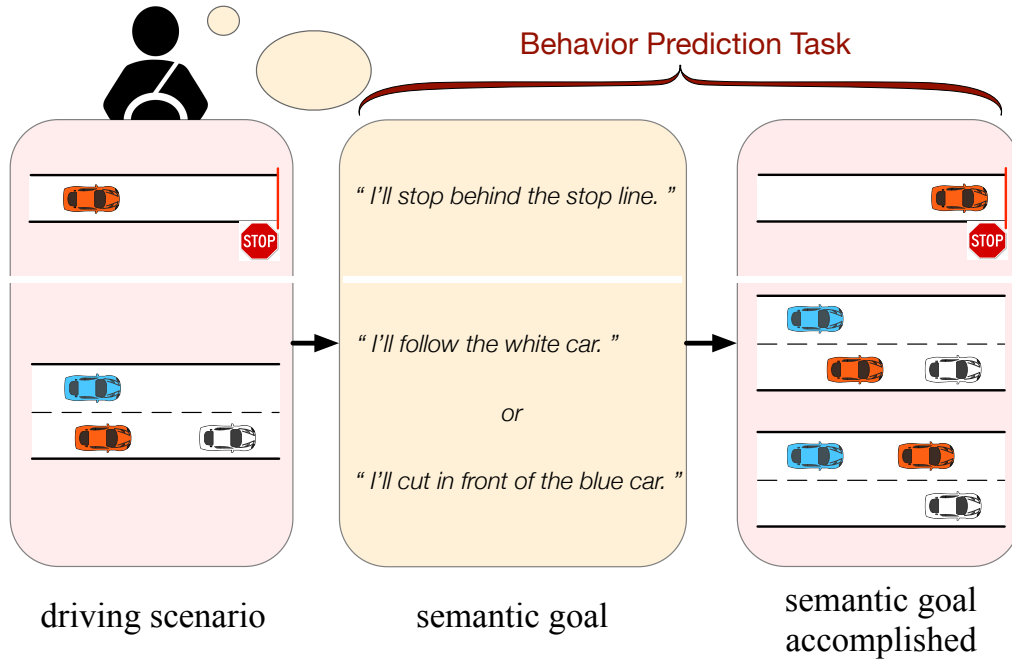 Behavior Prediction Task
STOP
“ I’ll stop behind the stop line. ”
STOP
“ I’ll follow the white car. ”
or
“ I’ll cut in front of the blue car. ”
driving scenario
semantic goal
semantic goal
accomplished